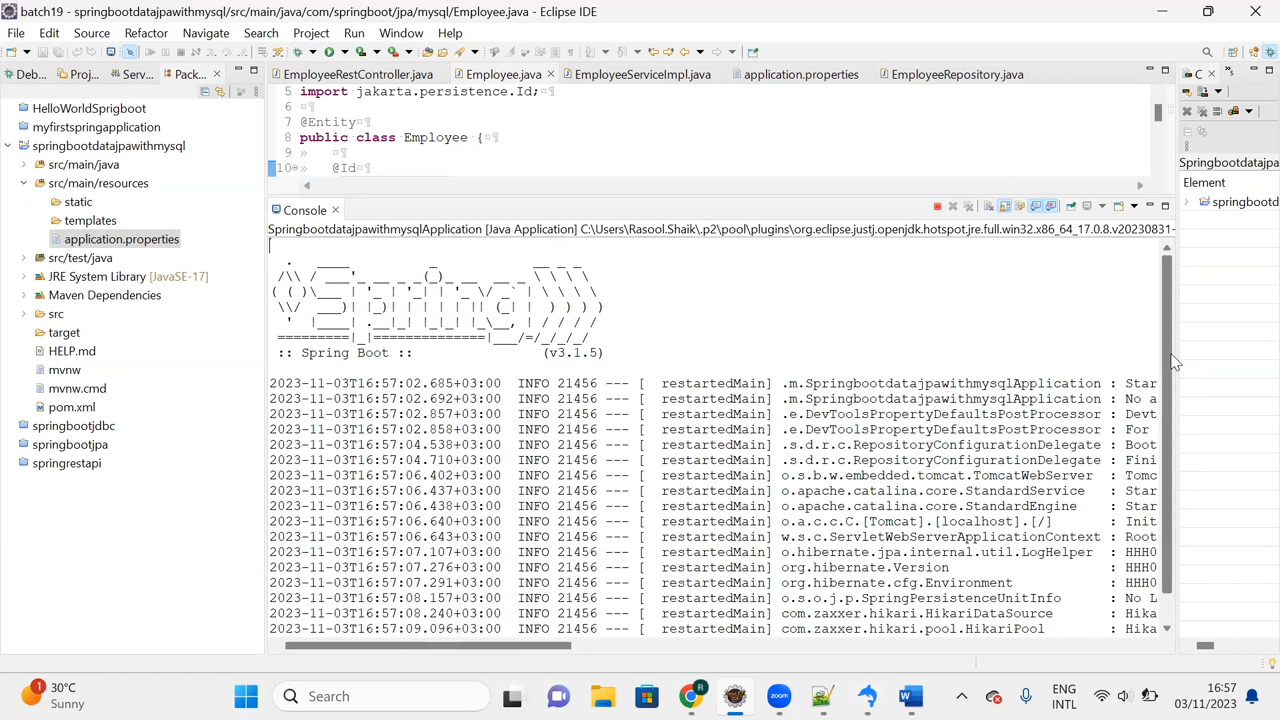 batch19 - springbootdatajpawithmysql/src/main/java/com/springboot/jpa/mysql/Employee.java - Eclipse IDE
File Edit Source Refactor Navigate Search Project Run Window Help
Deb... Proj... Serv... Pack...
EmployeeRestController.java Employee.java EmployeeServiceImpl.java application.properties EmployeeRepository.java
C
HelloWorldSprigboot
myfirstspringapplication
springbootdatajpawithmysql
src/main/java
src/main/resources
static
templates
application.properties
src/test/java
JRE System Library [JavaSE-17]
Maven Dependencies
src
target
HELP.md
mvnw
mvnw.cmd
pom.xml
springbootjdbc
springbootjpa
springrestapi
5 import jakarta.persistence.Id;
6
7 @Entity
8 public class Employee {
9
10 @Id
Console
SpringbootdatajpawithmysqlApplication [Java Application] C:\Users\Rasool.Shaik\.p2\pool\plugins\org.eclipse.justj.openjdk.hotspot.jre.full.win32.x86_64_17.0.8.v20230831-
Spring
:: Spring Boot :: (v3.1.5)
2023-11-03T16:57:02.685+03:00 INFO 21456 --- [ restartedMain] .m.SpringbootdatajpawithmysqlApplication : Star
2023-11-03T16:57:02.692+03:00 INFO 21456 --- [ restartedMain] .m.SpringbootdatajpawithmysqlApplication : No a
2023-11-03T16:57:02.857+03:00 INFO 21456 --- [ restartedMain] .e.DevToolsPropertyDefaultsPostProcessor : Devt
2023-11-03T16:57:02.858+03:00 INFO 21456 --- [ restartedMain] .e.DevToolsPropertyDefaultsPostProcessor : For
2023-11-03T16:57:04.538+03:00 INFO 21456 --- [ restartedMain] .s.d.r.c.RepositoryConfigurationDelegate : Boot
2023-11-03T16:57:04.710+03:00 INFO 21456 --- [ restartedMain] .s.d.r.c.RepositoryConfigurationDelegate : Fini
2023-11-03T16:57:06.402+03:00 INFO 21456 --- [ restartedMain] o.s.b.w.embedded.tomcat.TomcatWebServer : Tomc
2023-11-03T16:57:06.437+03:00 INFO 21456 --- [ restartedMain] o.apache.catalina.core.StandardService : Star
2023-11-03T16:57:06.438+03:00 INFO 21456 --- [ restartedMain] o.apache.catalina.core.StandardEngine : Star
2023-11-03T16:57:06.640+03:00 INFO 21456 --- [ restartedMain] o.a.c.c.C.[Tomcat].[localhost].[/] : Init
2023-11-03T16:57:06.643+03:00 INFO 21456 --- [ restartedMain] w.s.c.ServletWebServerApplicationContext : Root
2023-11-03T16:57:07.107+03:00 INFO 21456 --- [ restartedMain] o.hibernate.jpa.internal.util.LogHelper : HHH0
2023-11-03T16:57:07.276+03:00 INFO 21456 --- [ restartedMain] org.hibernate.Version : HHH0
2023-11-03T16:57:07.291+03:00 INFO 21456 --- [ restartedMain] org.hibernate.cfg.Environment : HHH0
2023-11-03T16:57:08.157+03:00 INFO 21456 --- [ restartedMain] o.s.o.j.p.SpringPersistenceUnitInfo : No L
2023-11-03T16:57:08.240+03:00 INFO 21456 --- [ restartedMain] com.zaxxer.hikari.HikariDataSource : Hika
2023-11-03T16:57:09.096+03:00 INFO 21456 --- [ restartedMain] com.zaxxer.hikari.pool.HikariPool : Hika
Springbootdatajpa
Element
springbootd
1
30°C
Sunny
Search
R
ENG
INTL
16:57
03/11/2023